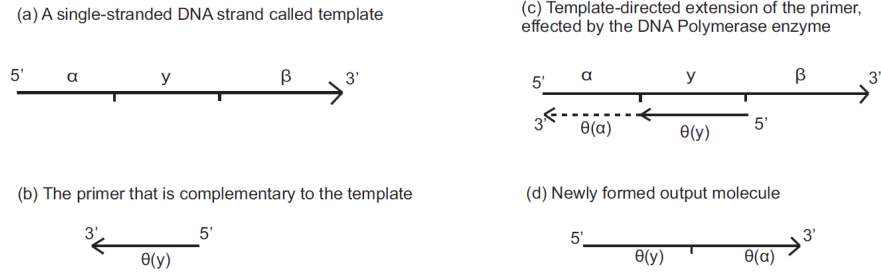 (a) A single-stranded DNA strand called template
5' α y β 3'
(b) The primer that is complementary to the template
3' 5'
θ(y)
(c) Template-directed extension of the primer,
effected by the DNA Polymerase enzyme
5' α y β 3'
3' θ(α) θ(y) 5'
(d) Newly formed output molecule
5' 3'
θ(y) θ(α)